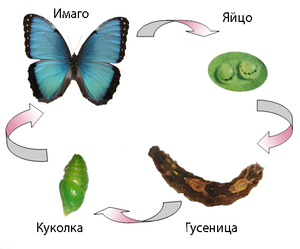 Имаго
Яйцо
Куколка
Гусеница